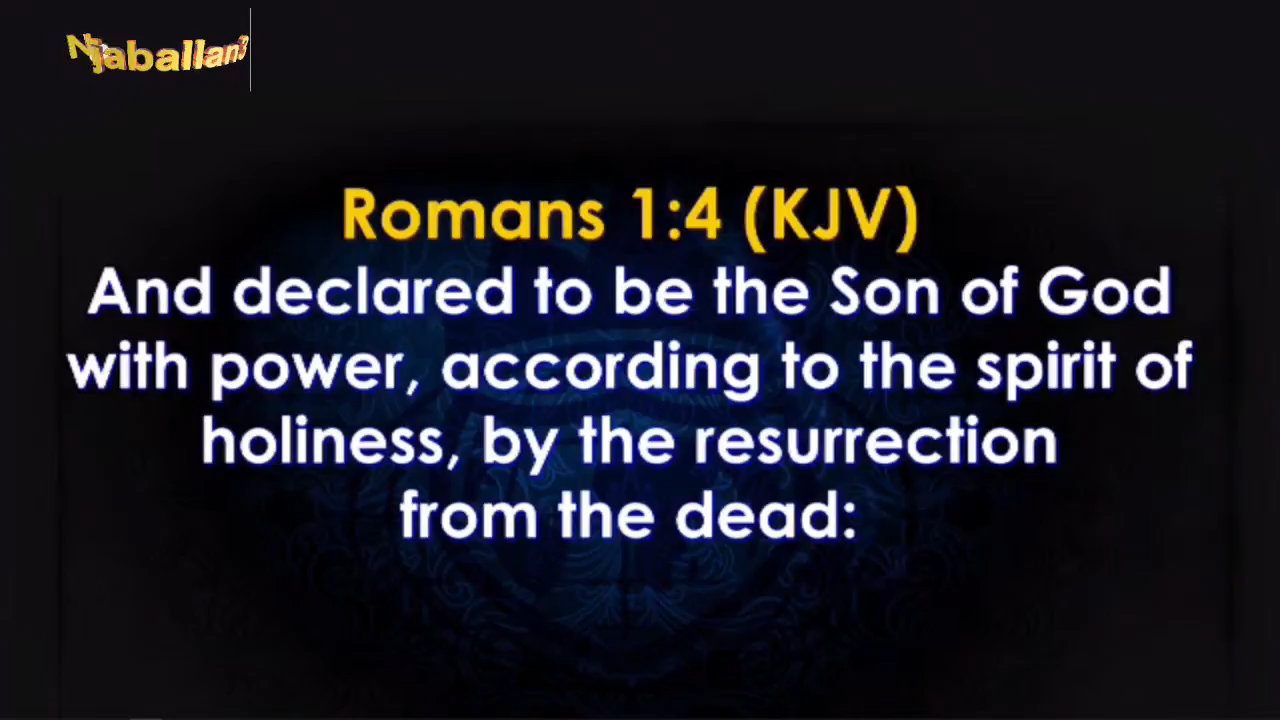 Romans 1:4 (KJV)
And declared to be the Son of God
with power, according to the spirit of
holiness, by the resurrection
from the dead: